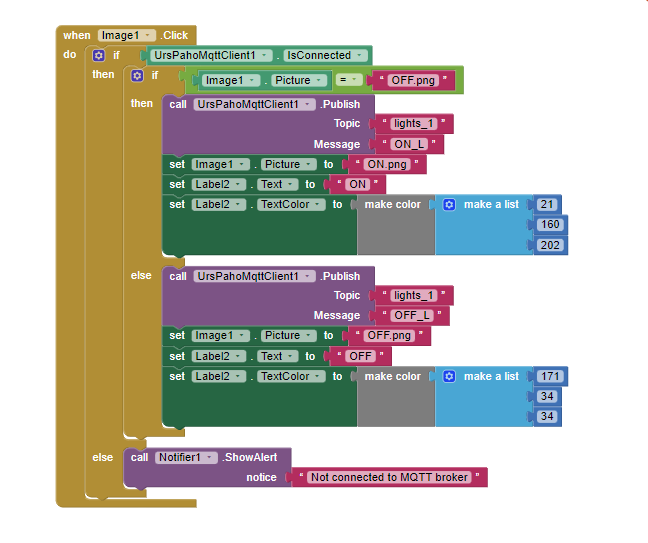 when Image1 .Click
do if UrsPahoMqttClient1 . IsConnected
then if Image1 . Picture = " OFF.png "
then call UrsPahoMqttClient1 .Publish
Topic " lights_1 "
Message " ON_L "
set Image1 . Picture to " ON.png "
set Label2 . Text to " ON "
set Label2 . TextColor to make color make a list 21
160
202
else call UrsPahoMqttClient1 .Publish
Topic " lights_1 "
Message " OFF_L "
set Image1 . Picture to " OFF.png "
set Label2 . Text to " OFF "
set Label2 . TextColor to make color make a list 171
34
34
else call Notifier1 .ShowAlert
notice " Not connected to MQTT broker "